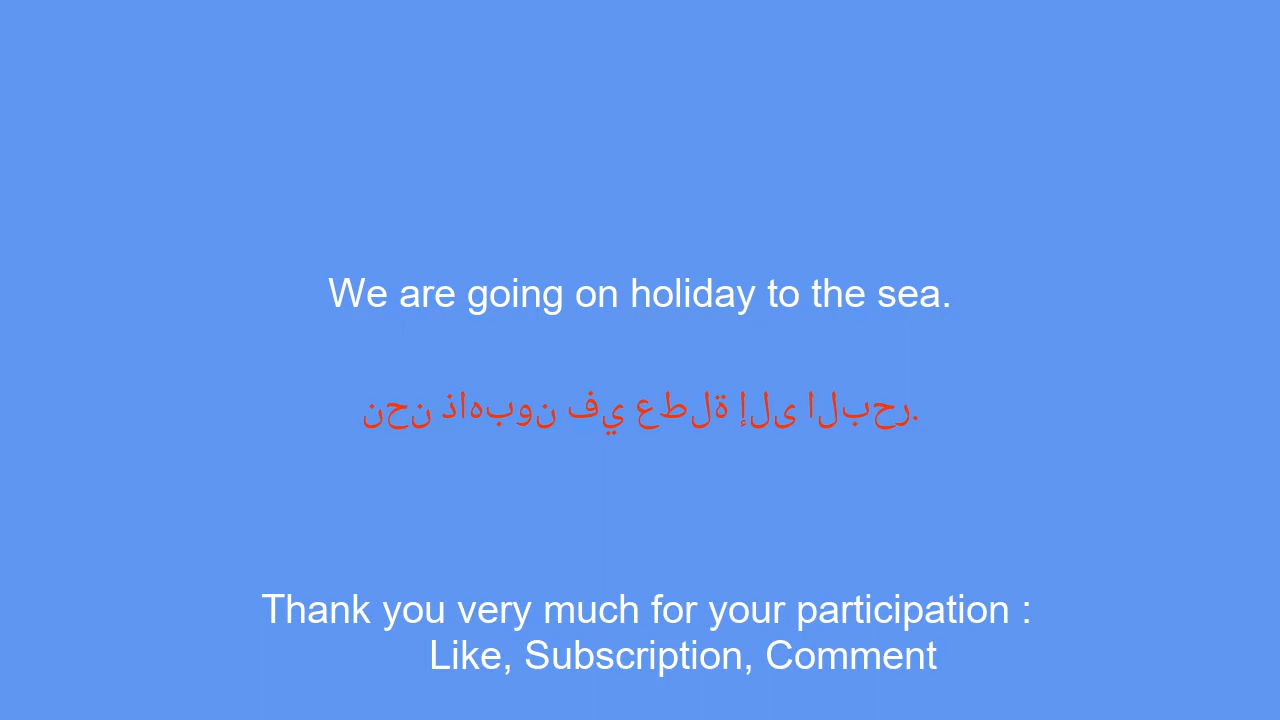 We are going on holiday to the sea.
نحن ذاهبون في عطلة إلى البحر.
Thank you very much for your participation :
Like, Subscription, Comment